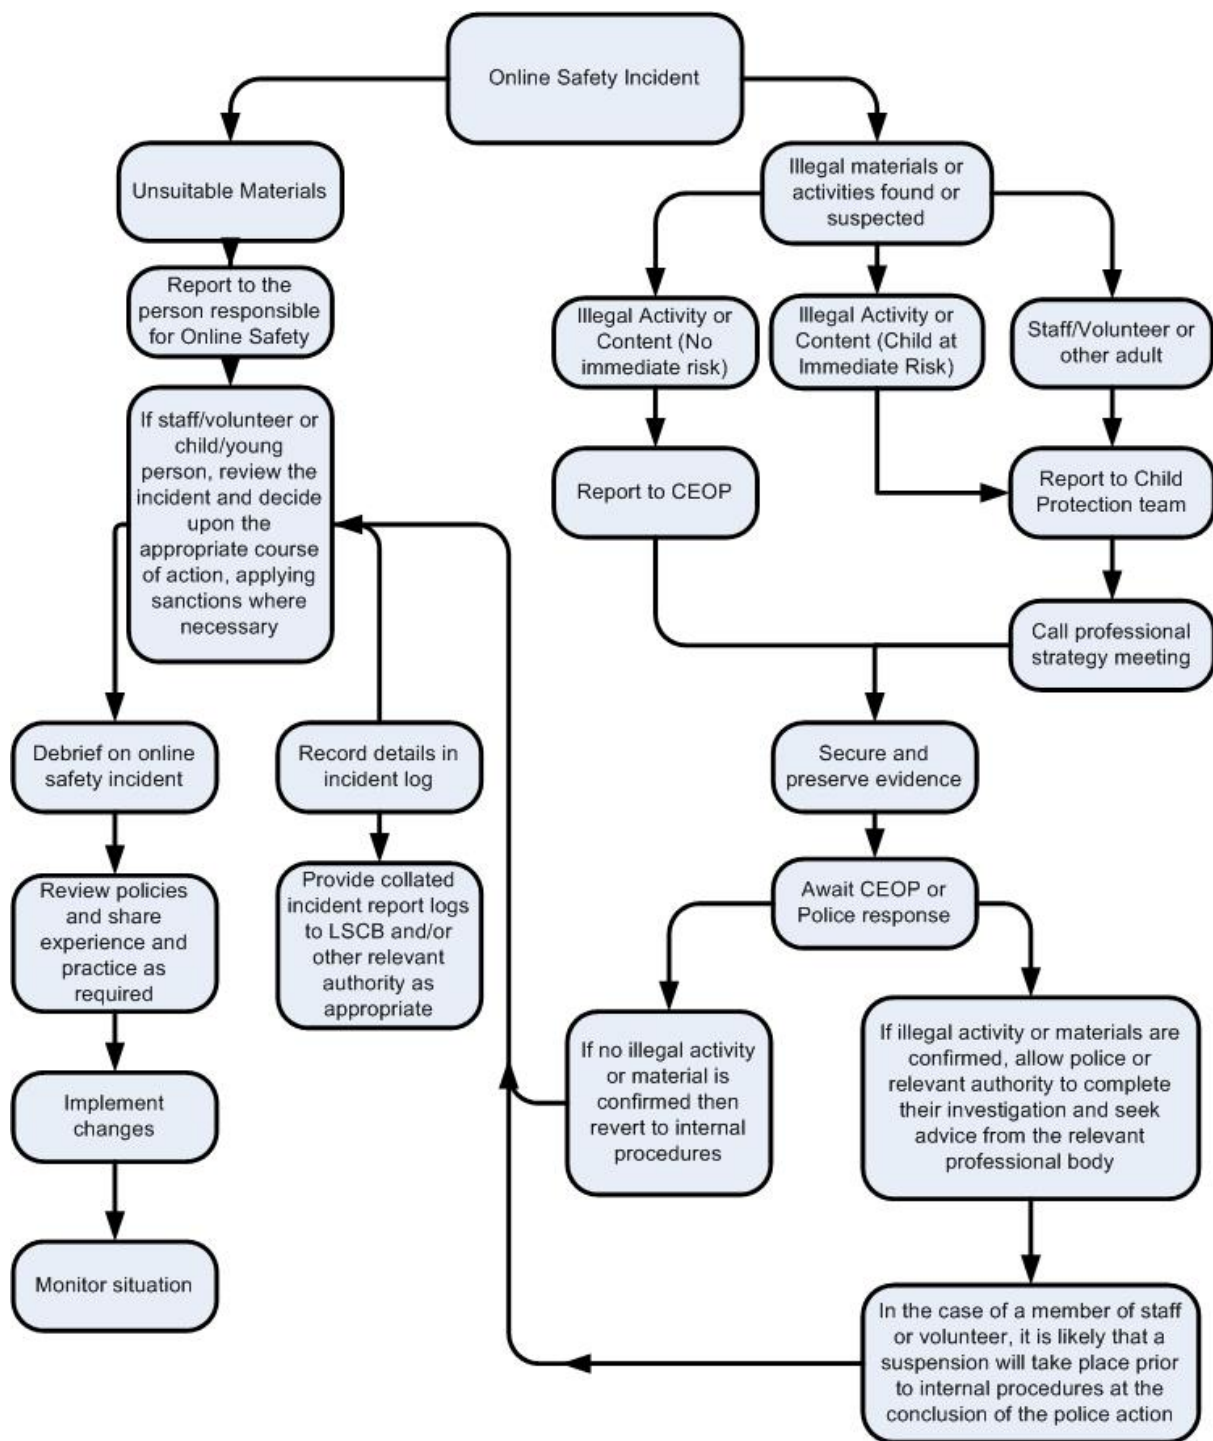 Online Safety Incident
Unsuitable Materials
Report to the
person responsible
for Online Safety
If staff/volunteer or
child/young
person, review the
incident and decide
upon the
appropriate course
of action, applying
sanctions where
necessary
Debrief on online
safety incident
Review policies
and share
experience and
practice as
required
Implement
changes
Monitor situation
Record details in
incident log
Provide collated
incident report logs
to LSCB and/or
other relevant
authority as
appropriate
Illegal materials or
activities found or
suspected
Illegal Activity or
Content (No
immediate risk)
Illegal Activity or
Content (Child at
Immediate Risk)
Staff/Volunteer or
other adult
Report to CEOP
Report to Child
Protection team
Call professional
strategy meeting
Secure and
preserve evidence
Await CEOP or
Police response
If no illegal activity
or material is
confirmed then
revert to internal
procedures
If illegal activity or materials are
confirmed, allow police or
relevant authority to complete
their investigation and seek
advice from the relevant
professional body
In the case of a member of staff
or volunteer, it is likely that a
suspension will take place prior
to internal procedures at the
conclusion of the police action